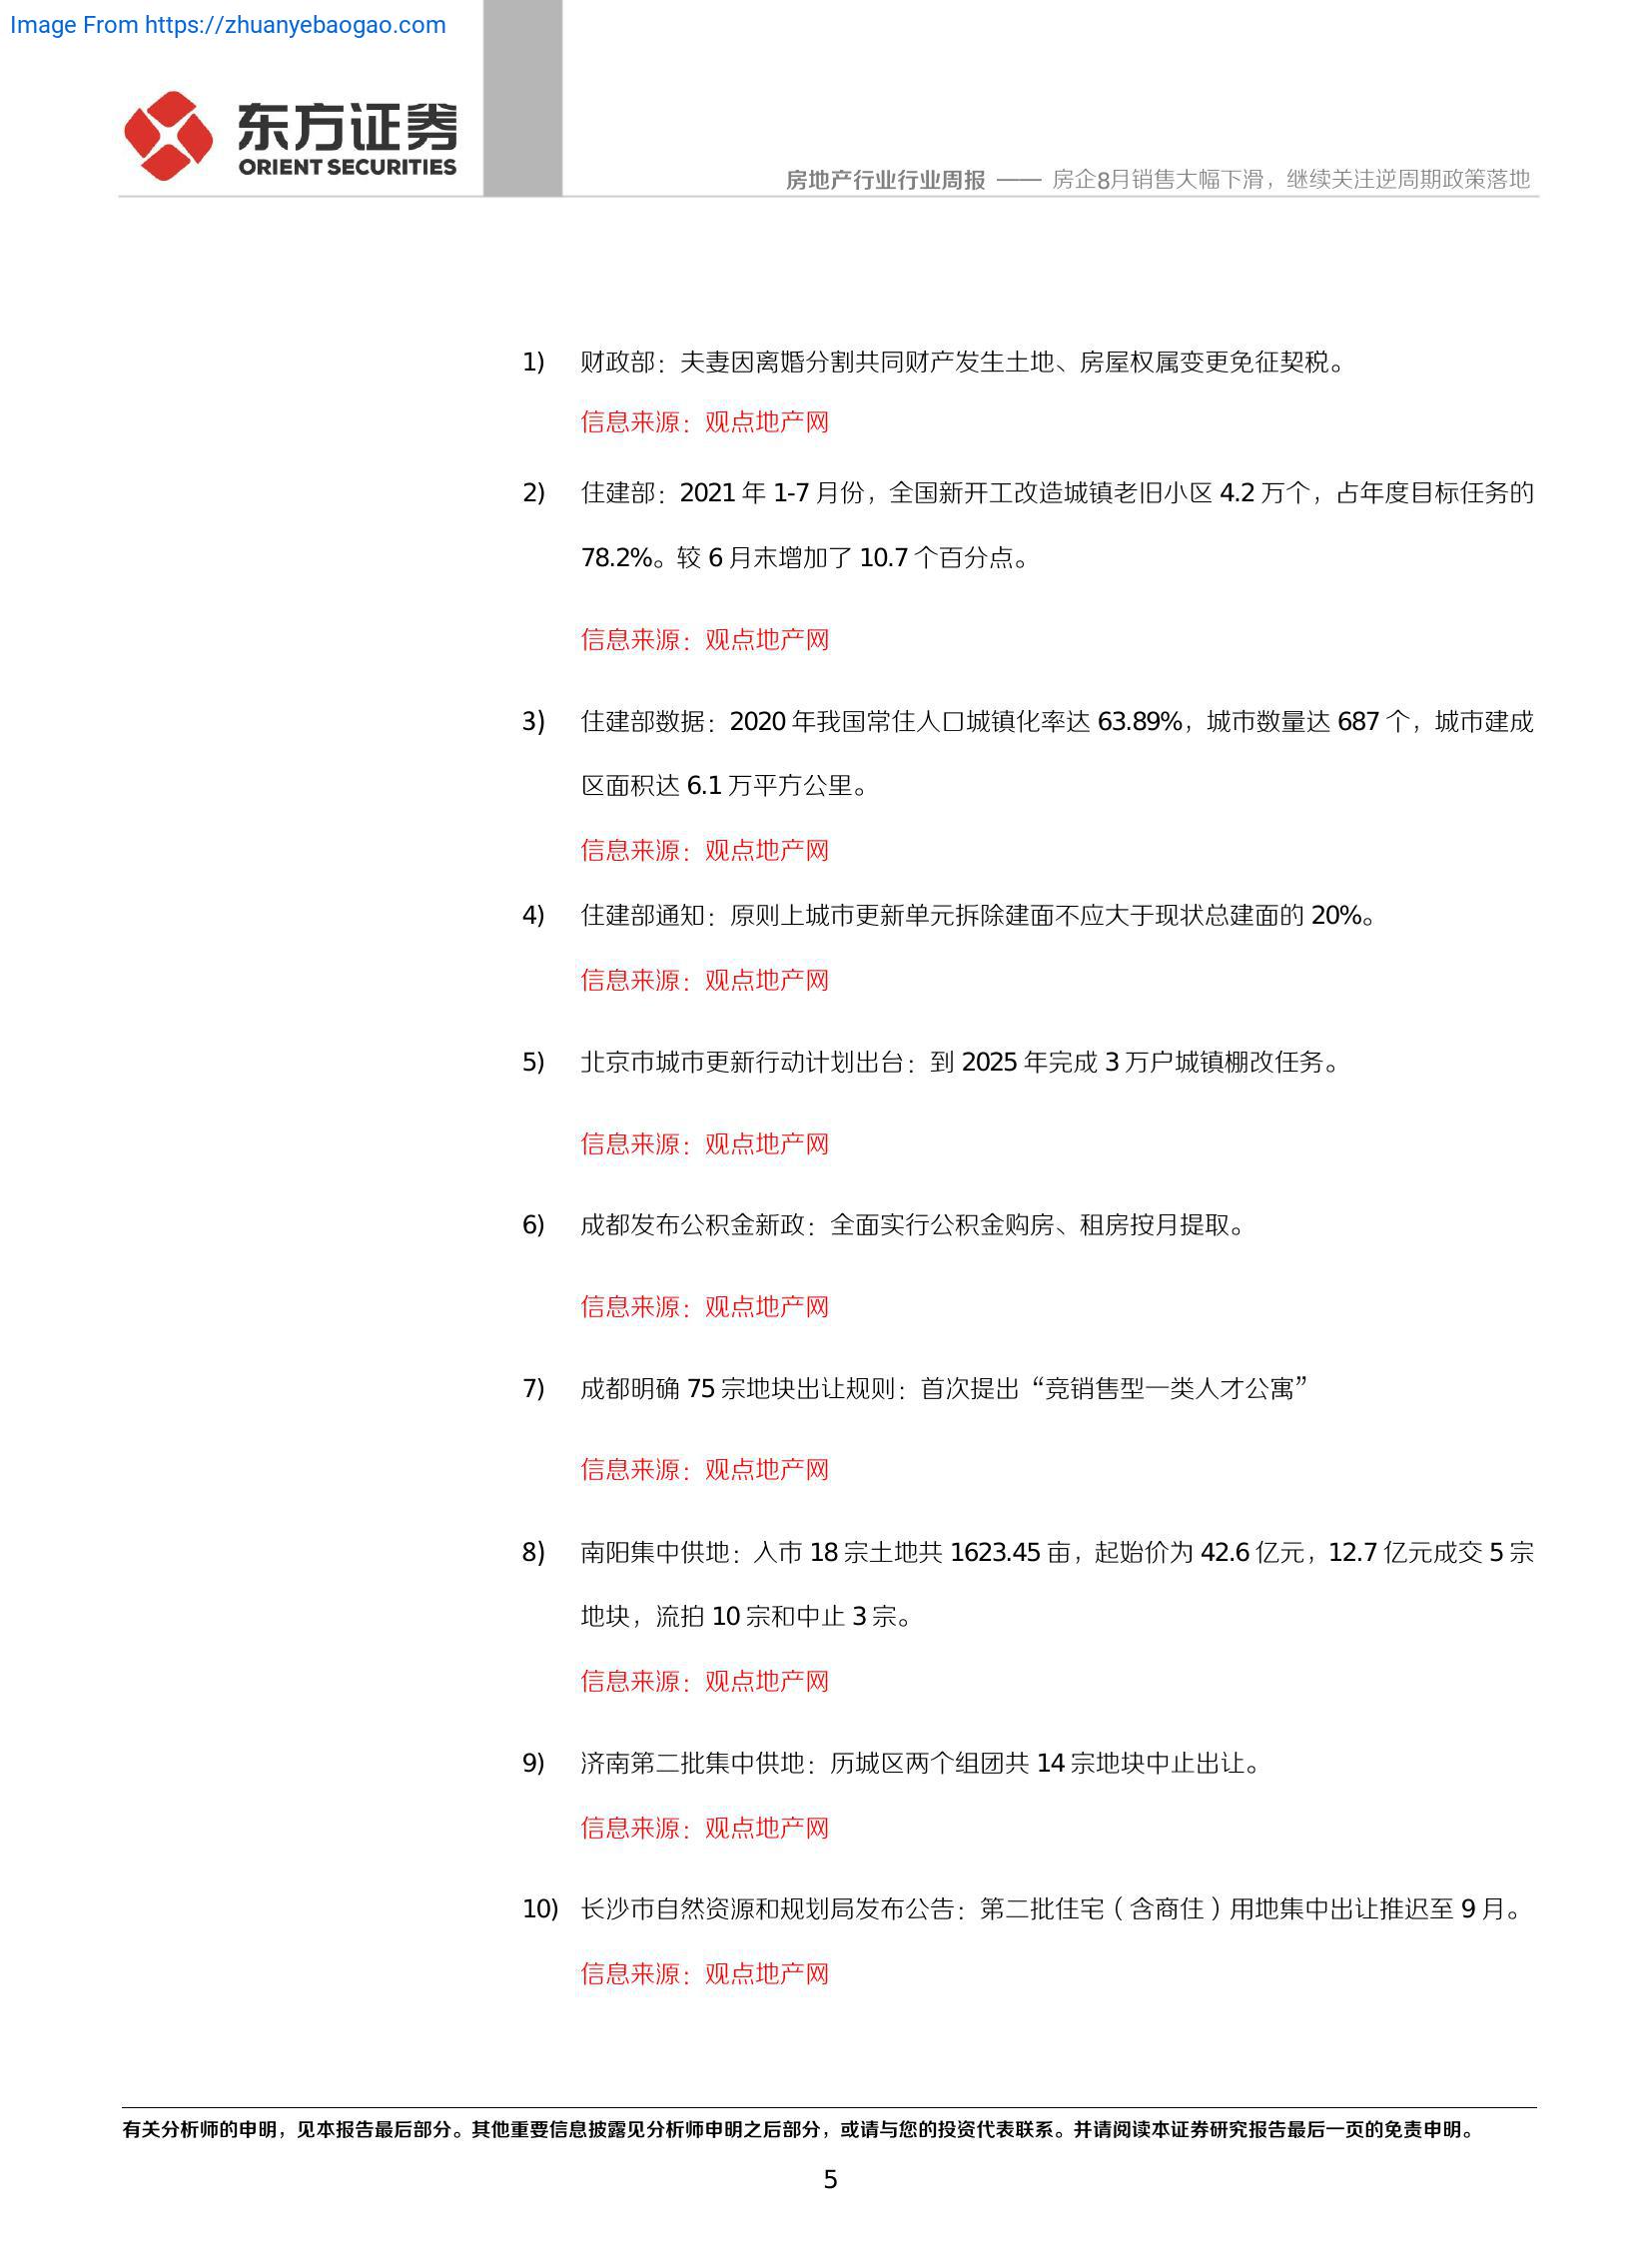 Image From https://zhuanyebaogao.com
东方证券
ORIENT SECURITIES
房地产行业行业周报 —— 房企8月销售大幅下滑，继续关注逆周期政策落地
1) 财政部：夫妻因离婚分割共同财产发生土地、房屋权属变更免征契税。
信息来源：观点地产网
2) 住建部：2021 年 1-7 月份，全国新开工改造城镇老旧小区 4.2 万个，占年度目标任务的
78.2%。较 6 月末增加了 10.7 个百分点。
信息来源：观点地产网
3) 住建部数据：2020 年我国常住人口城镇化率达 63.89%，城市数量达 687 个，城市建成
区面积达 6.1 万平方公里。
信息来源：观点地产网
4) 住建部通知：原则上城市更新单元拆除建面不应大于现状总建面的 20%。
信息来源：观点地产网
5) 北京市城市更新行动计划出台：到 2025 年完成 3 万户城镇棚改任务。
信息来源：观点地产网
6) 成都发布公积金新政：全面实行公积金购房、租房按月提取。
信息来源：观点地产网
7) 成都明确 75 宗地块出让规则：首次提出“竞销售型一类人才公寓”
信息来源：观点地产网
8) 南阳集中供地：入市 18 宗土地共 1623.45 亩，起始价为 42.6 亿元，12.7 亿元成交 5 宗
地块，流拍 10 宗和中止 3 宗。
信息来源：观点地产网
9) 济南第二批集中供地：历城区两个组团共 14 宗地块中止出让。
信息来源：观点地产网
10) 长沙市自然资源和规划局发布公告：第二批住宅（含商住）用地集中出让推迟至 9 月。
信息来源：观点地产网
有关分析师的申明，见本报告最后部分。其他重要信息披露见分析师申明之后部分，或请与您的投资代表联系。并请阅读本证券研究报告最后一页的免责申明。
5